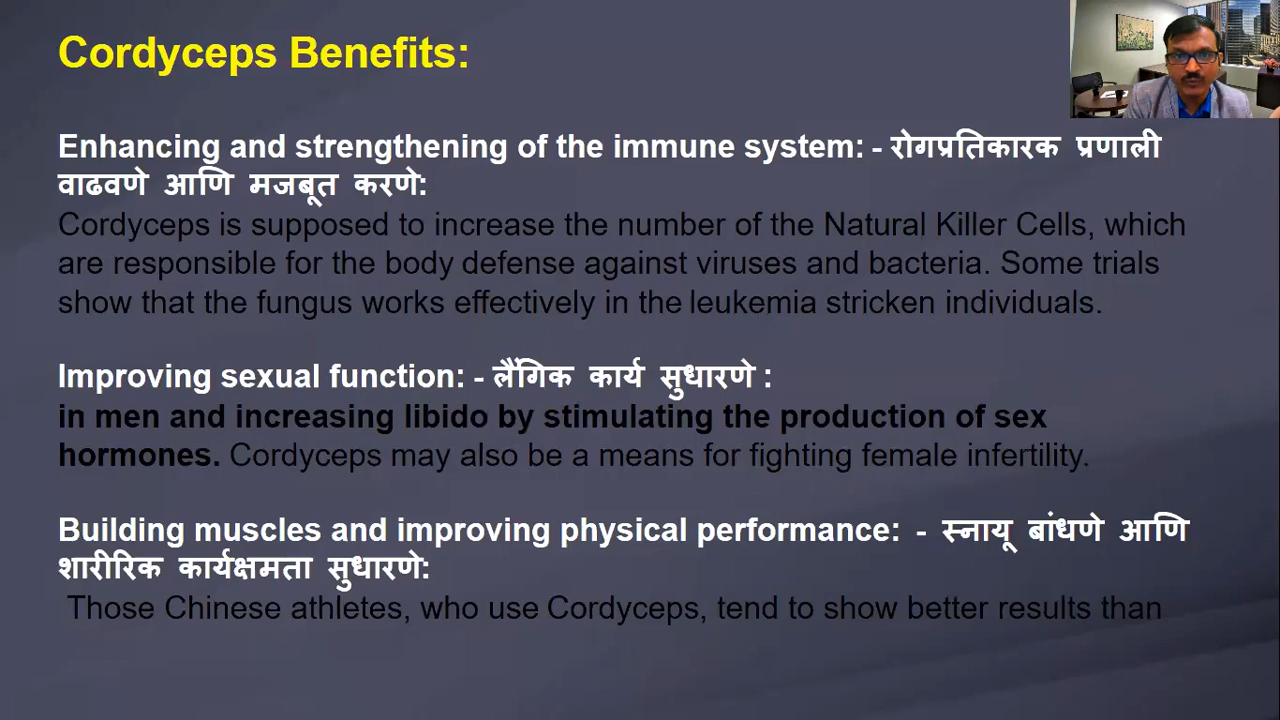 Cordyceps Benefits:
Enhancing and strengthening of the immune system: - रोगप्रतिकारक प्रणाली
वाढवणे आणि मजबूत करणे:
Cordyceps is supposed to increase the number of the Natural Killer Cells, which
are responsible for the body defense against viruses and bacteria. Some trials
show that the fungus works effectively in the leukemia stricken individuals.
Improving sexual function: - लैंगिक कार्य सुधारणे :
in men and increasing libido by stimulating the production of sex
hormones. Cordyceps may also be a means for fighting female infertility.
Building muscles and improving physical performance: - स्नायू बांधणे आणि
शारीरिक कार्यक्षमता सुधारणे:
Those Chinese athletes, who use Cordyceps, tend to show better results than